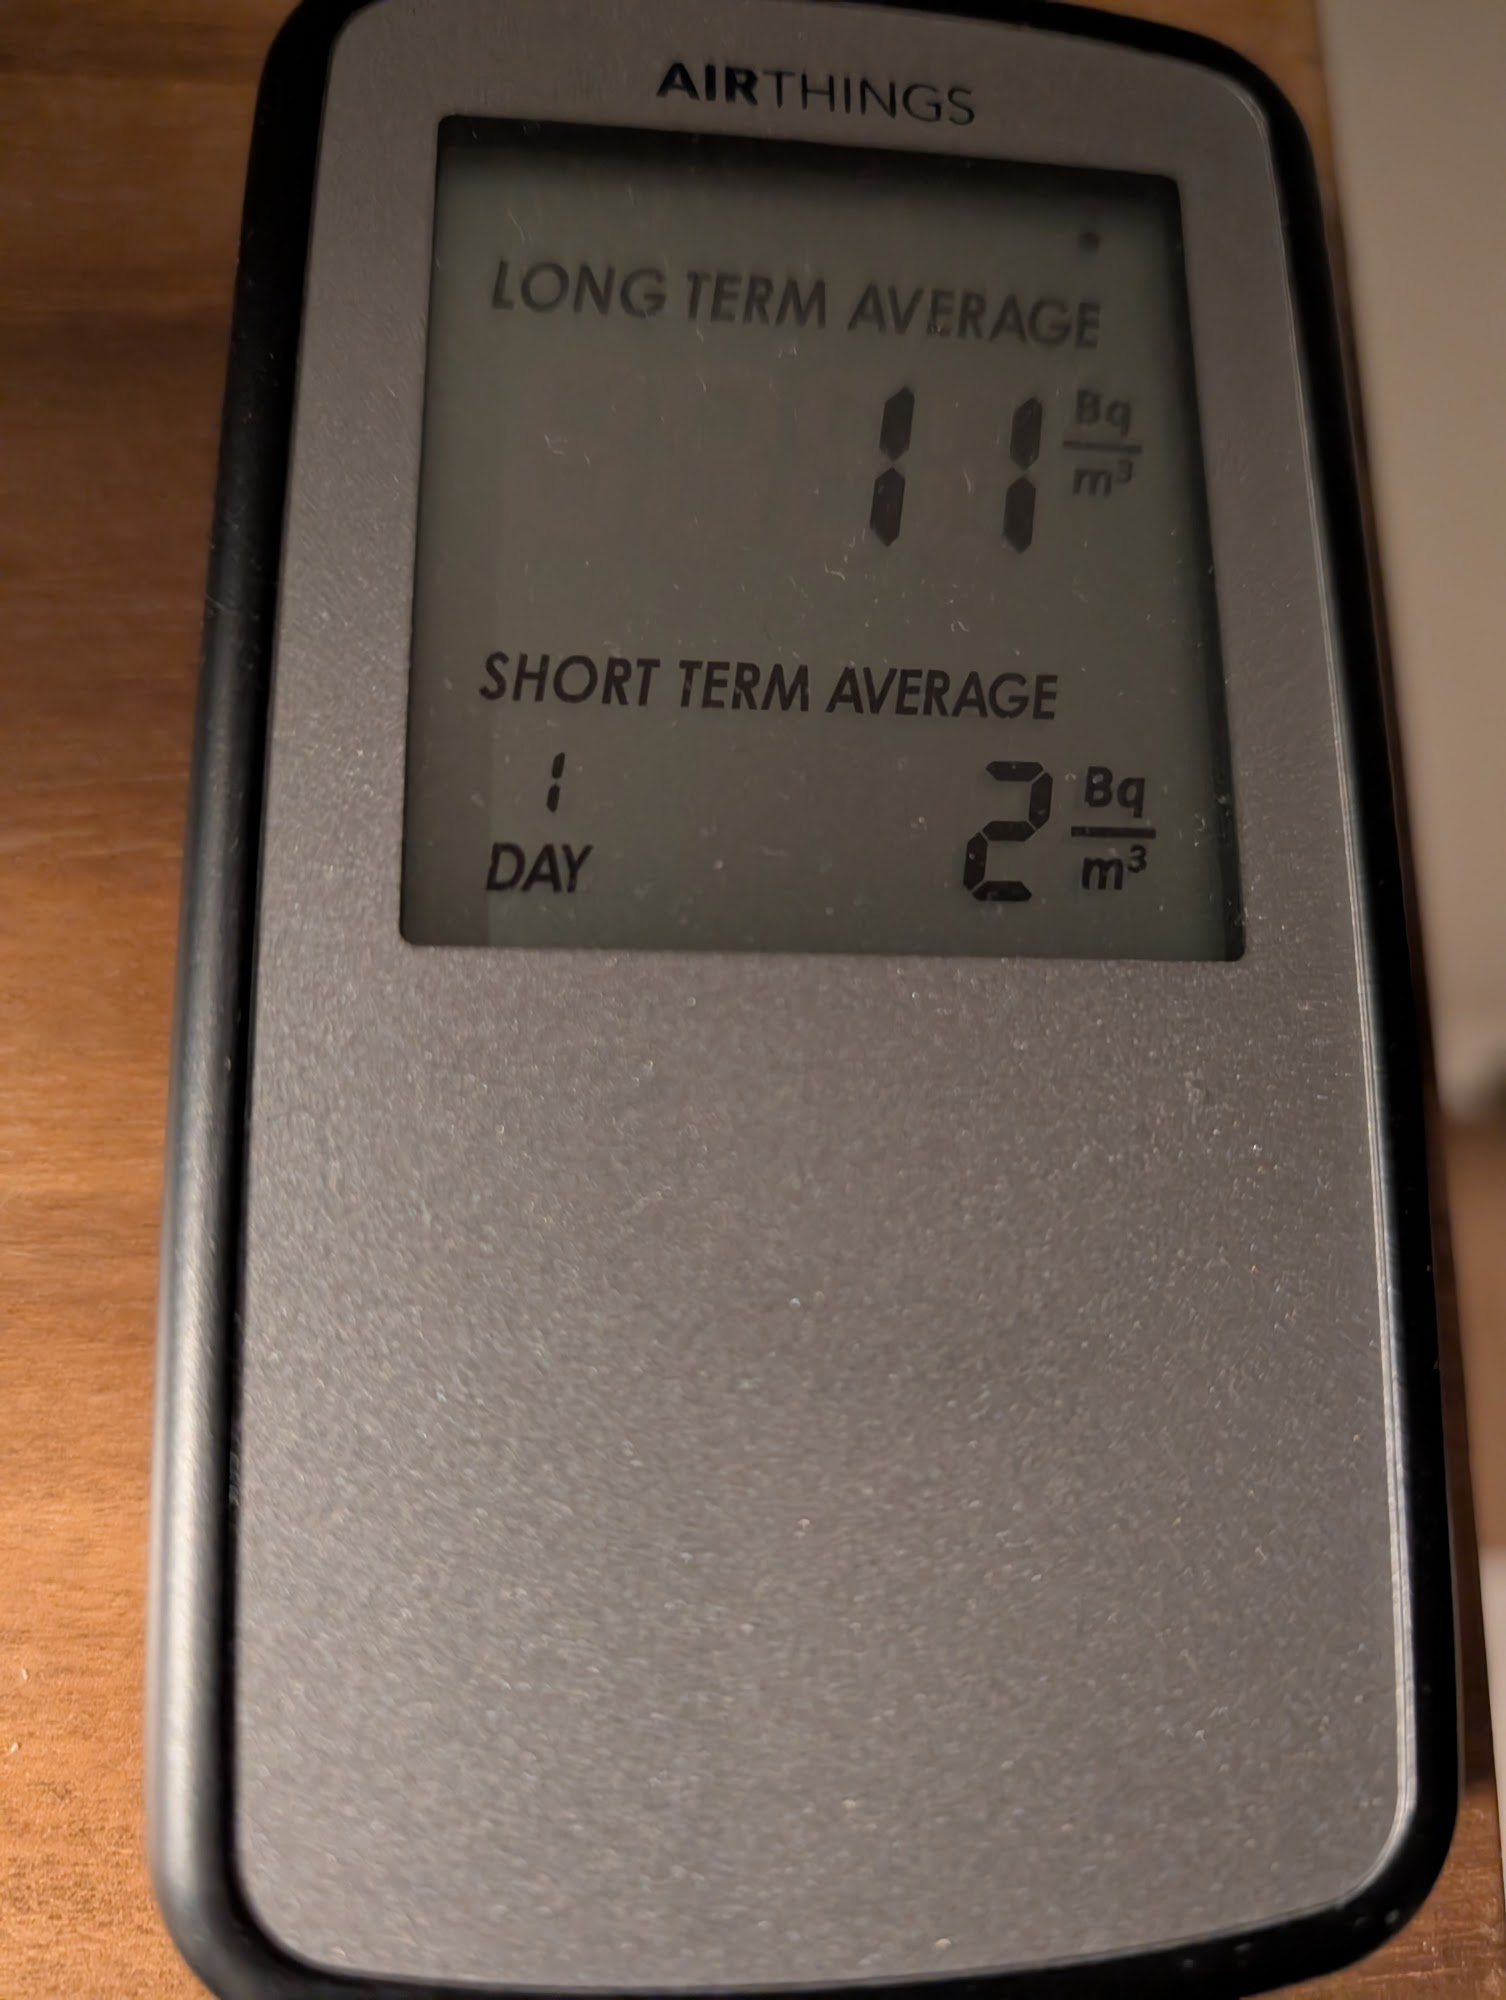 AIRTHINGS
LONG TERM AVERAGE
11 Bq/m³
SHORT TERM AVERAGE
1 DAY 2 Bq/m³